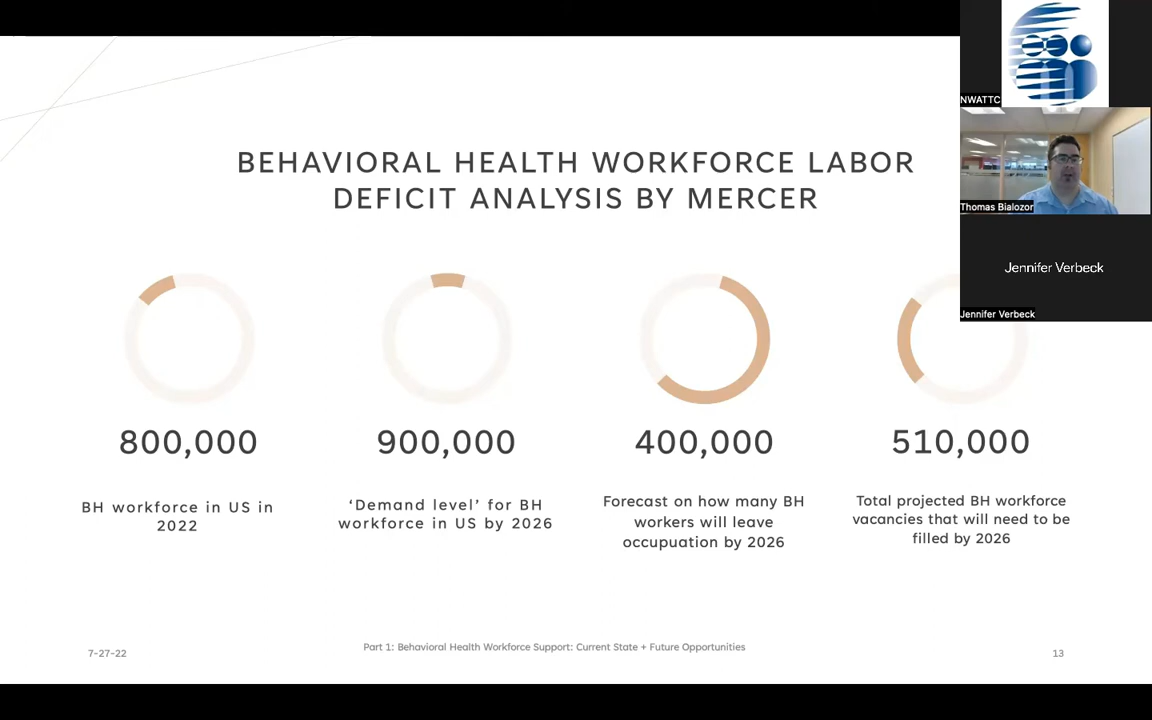 NWATTC
Thomas Bialozor
Jennifer Verbeck
Jennifer Verbeck
BEHAVIORAL HEALTH WORKFORCE LABOR
DEFICIT ANALYSIS BY MERCER
800,000
BH workforce in US in
2022
900,000
‘Demand level’ for BH
workforce in US by 2026
400,000
Forecast on how many BH
workers will leave
occupuation by 2026
510,000
Total projected BH workforce
vacancies that will need to be
filled by 2026
7-27-22
Part 1: Behavioral Health Workforce Support: Current State + Future Opportunities
13